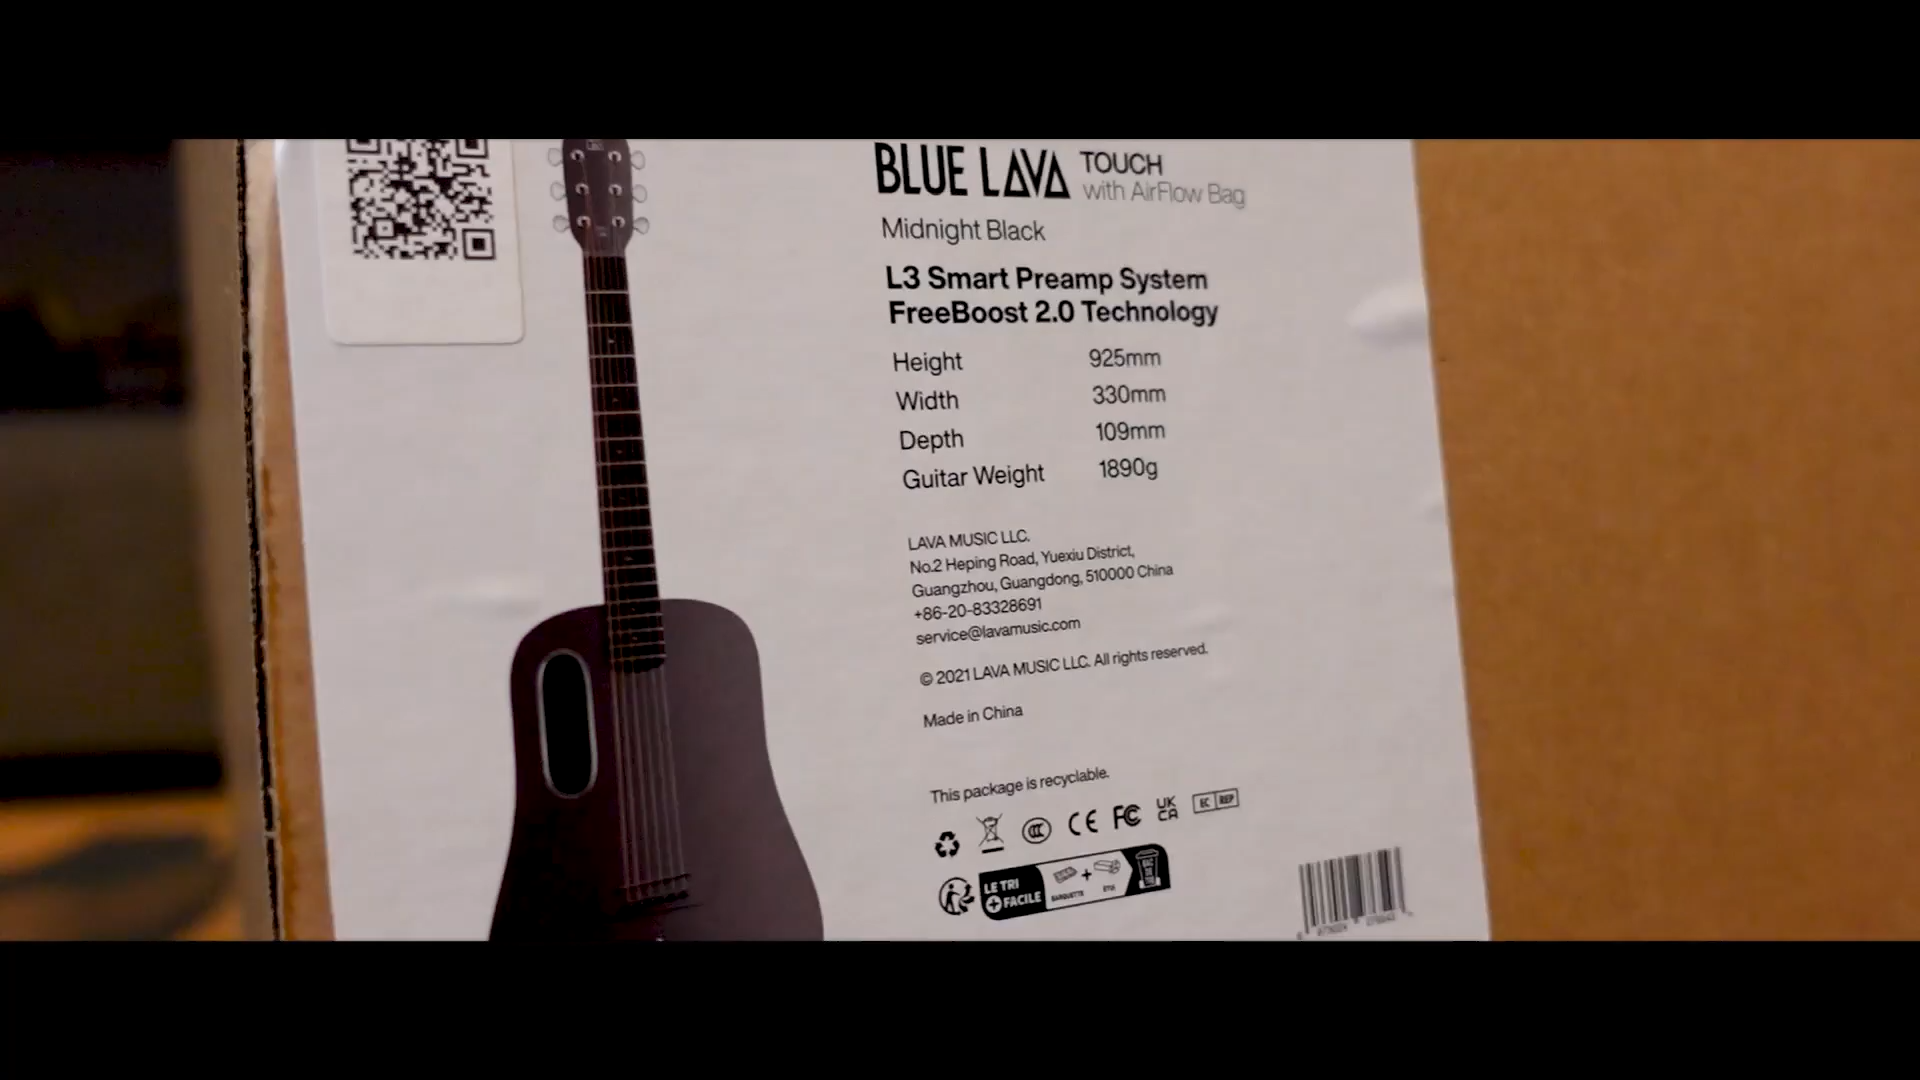 BLUE LAVA TOUCH
with AirFlow Bag
Midnight Black
L3 Smart Preamp System
FreeBoost 2.0 Technology
Height 925mm
Width 330mm
Depth 109mm
Guitar Weight 1890g
LAVA MUSIC LLC.
No.2 Heping Road, Yuexiu District,
Guangzhou, Guangdong, 510000 China
+86-20-83328691
service@lavamusic.com
© 2021 LAVA MUSIC LLC. All rights reserved.
Made in China
This package is recyclable.
CE FC UK CA EC REP
LE TRI
+ FACILE
BARQUETTE + ETUI